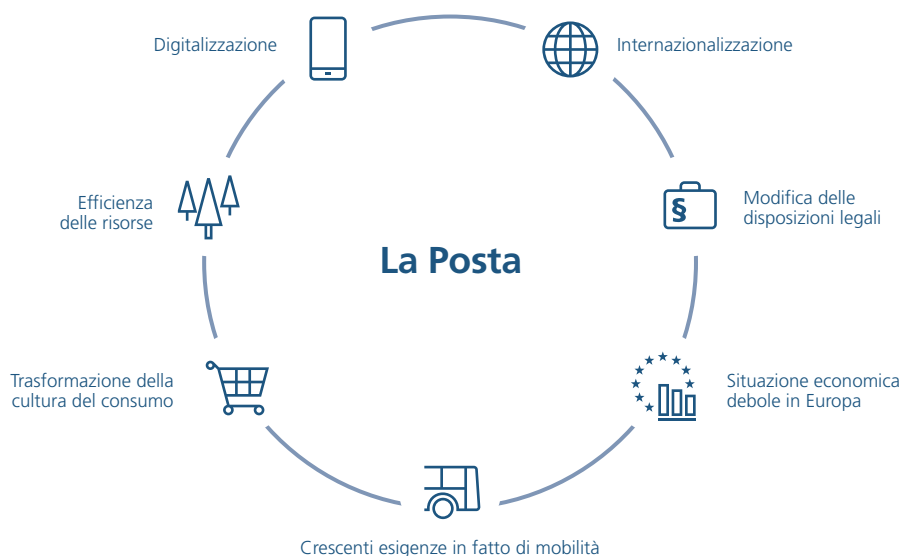 Digitalizzazione
Internazionalizzazione
Efficienza
delle risorse
§
Modifica delle
disposizioni legali
La Posta
Trasformazione della
cultura del consumo
Situazione economica
debole in Europa
Crescenti esigenze in fatto di mobilità